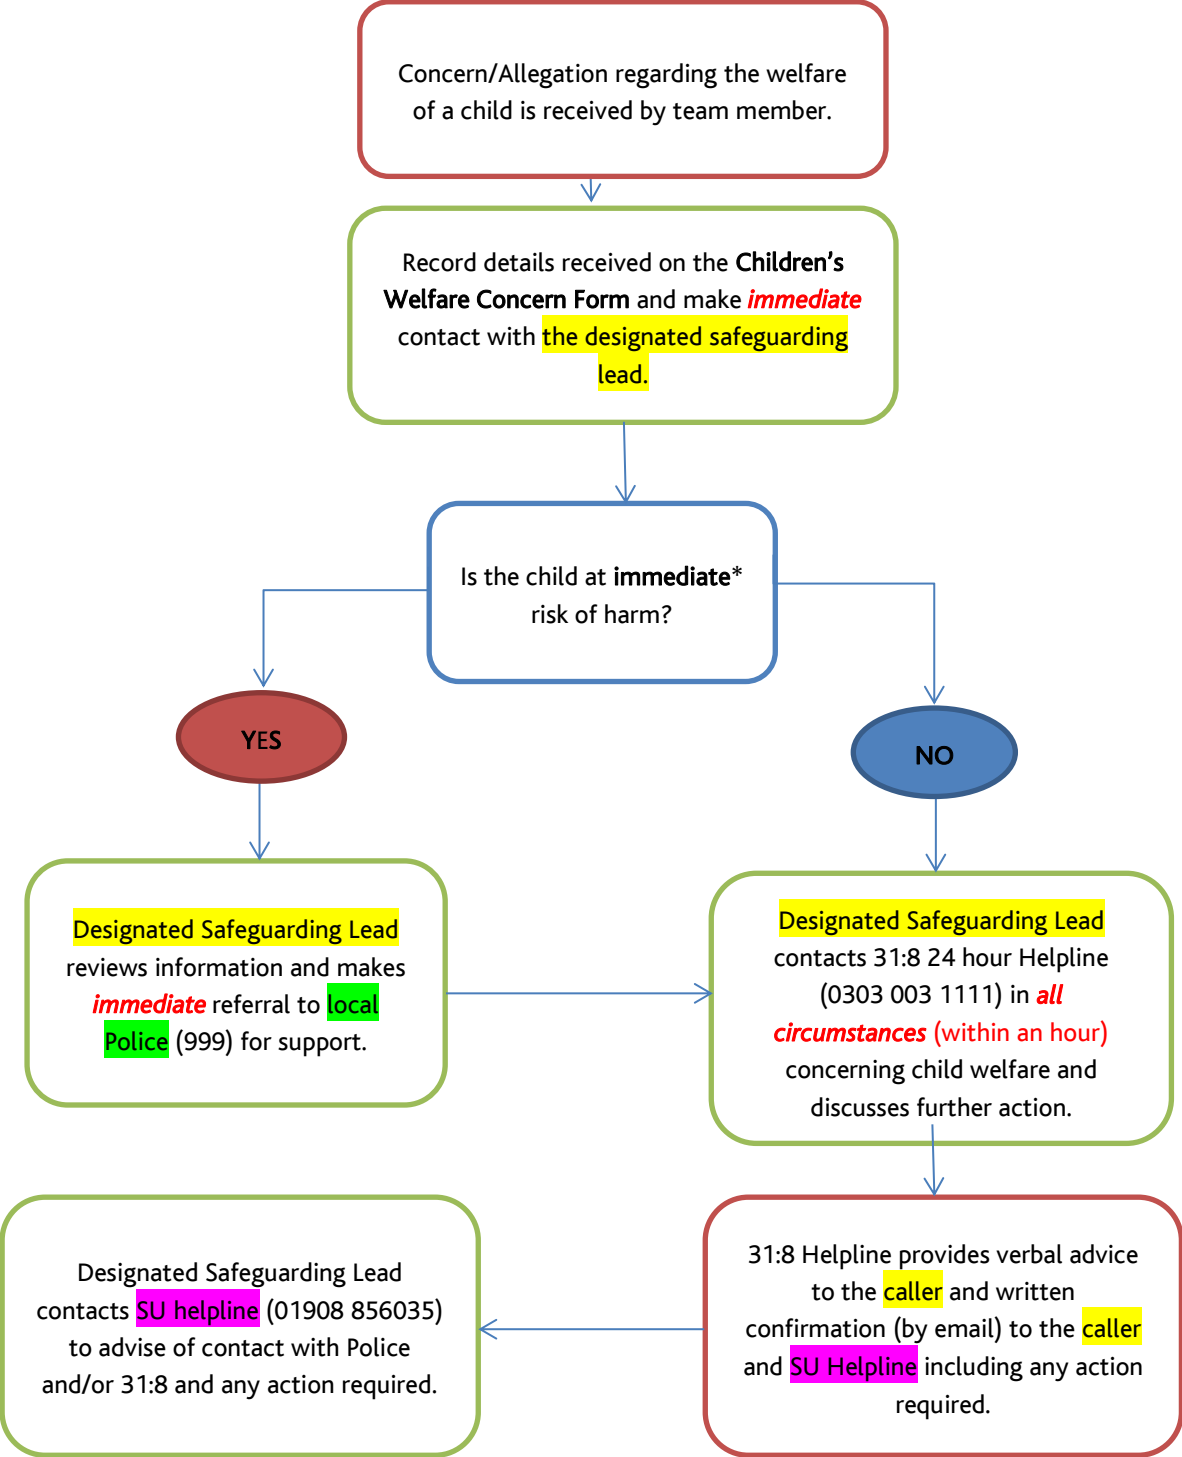 Concern/Allegation regarding the welfare
of a child is received by team member.
Record details received on the Children's
Welfare Concern Form and make immediate
contact with the designated safeguarding
lead.
Is the child at immediate*
risk of harm?
YES
NO
Designated Safeguarding Lead
reviews information and makes
immediate referral to local
Police (999) for support.
Designated Safeguarding Lead
contacts 31:8 24 hour Helpline
(0303 003 1111) in all
circumstances (within an hour)
concerning child welfare and
discusses further action.
31:8 Helpline provides verbal advice
to the caller and written
confirmation (by email) to the caller
and SU Helpline including any action
required.
Designated Safeguarding Lead
contacts SU helpline (01908 856035)
to advise of contact with Police
and/or 31:8 and any action required.